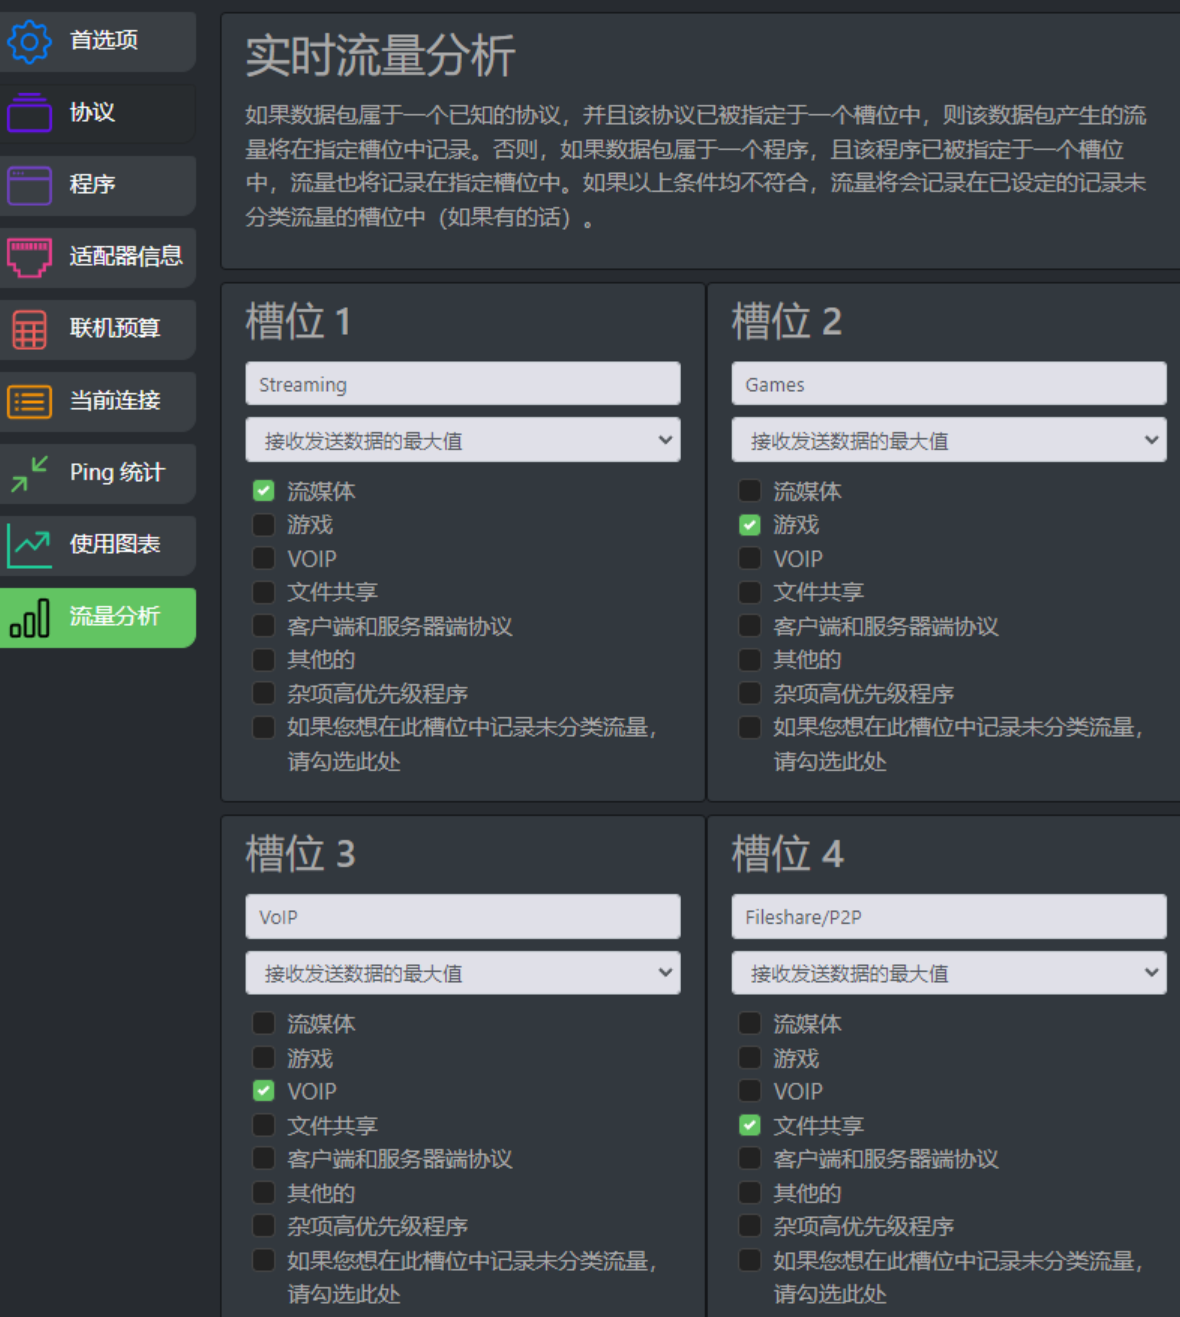 首选项
协议
程序
适配器信息
联机预算
当前连接
Ping 统计
使用图表
流量分析
实时流量分析
如果数据包属于一个已知的协议，并且该协议已被指定于一个槽位中，则该数据包产生的流
量将在指定槽位中记录。否则，如果数据包属于一个程序，且该程序已被指定于一个槽位
中，流量也将记录在指定槽位中。如果以上条件均不符合，流量将会记录在已设定的记录未
分类流量的槽位中（如果有的话）。
槽位 1
Streaming
接收发送数据的最大值
流媒体
游戏
VOIP
文件共享
客户端和服务器端协议
其他的
杂项高优先级程序
如果您想在此槽位中记录未分类流量，
请勾选此处
槽位 2
Games
接收发送数据的最大值
流媒体
游戏
VOIP
文件共享
客户端和服务器端协议
其他的
杂项高优先级程序
如果您想在此槽位中记录未分类流量，
请勾选此处
槽位 3
VoIP
接收发送数据的最大值
流媒体
游戏
VOIP
文件共享
客户端和服务器端协议
其他的
杂项高优先级程序
如果您想在此槽位中记录未分类流量，
请勾选此处
槽位 4
Fileshare/P2P
接收发送数据的最大值
流媒体
游戏
VOIP
文件共享
客户端和服务器端协议
其他的
杂项高优先级程序
如果您想在此槽位中记录未分类流量，
请勾选此处